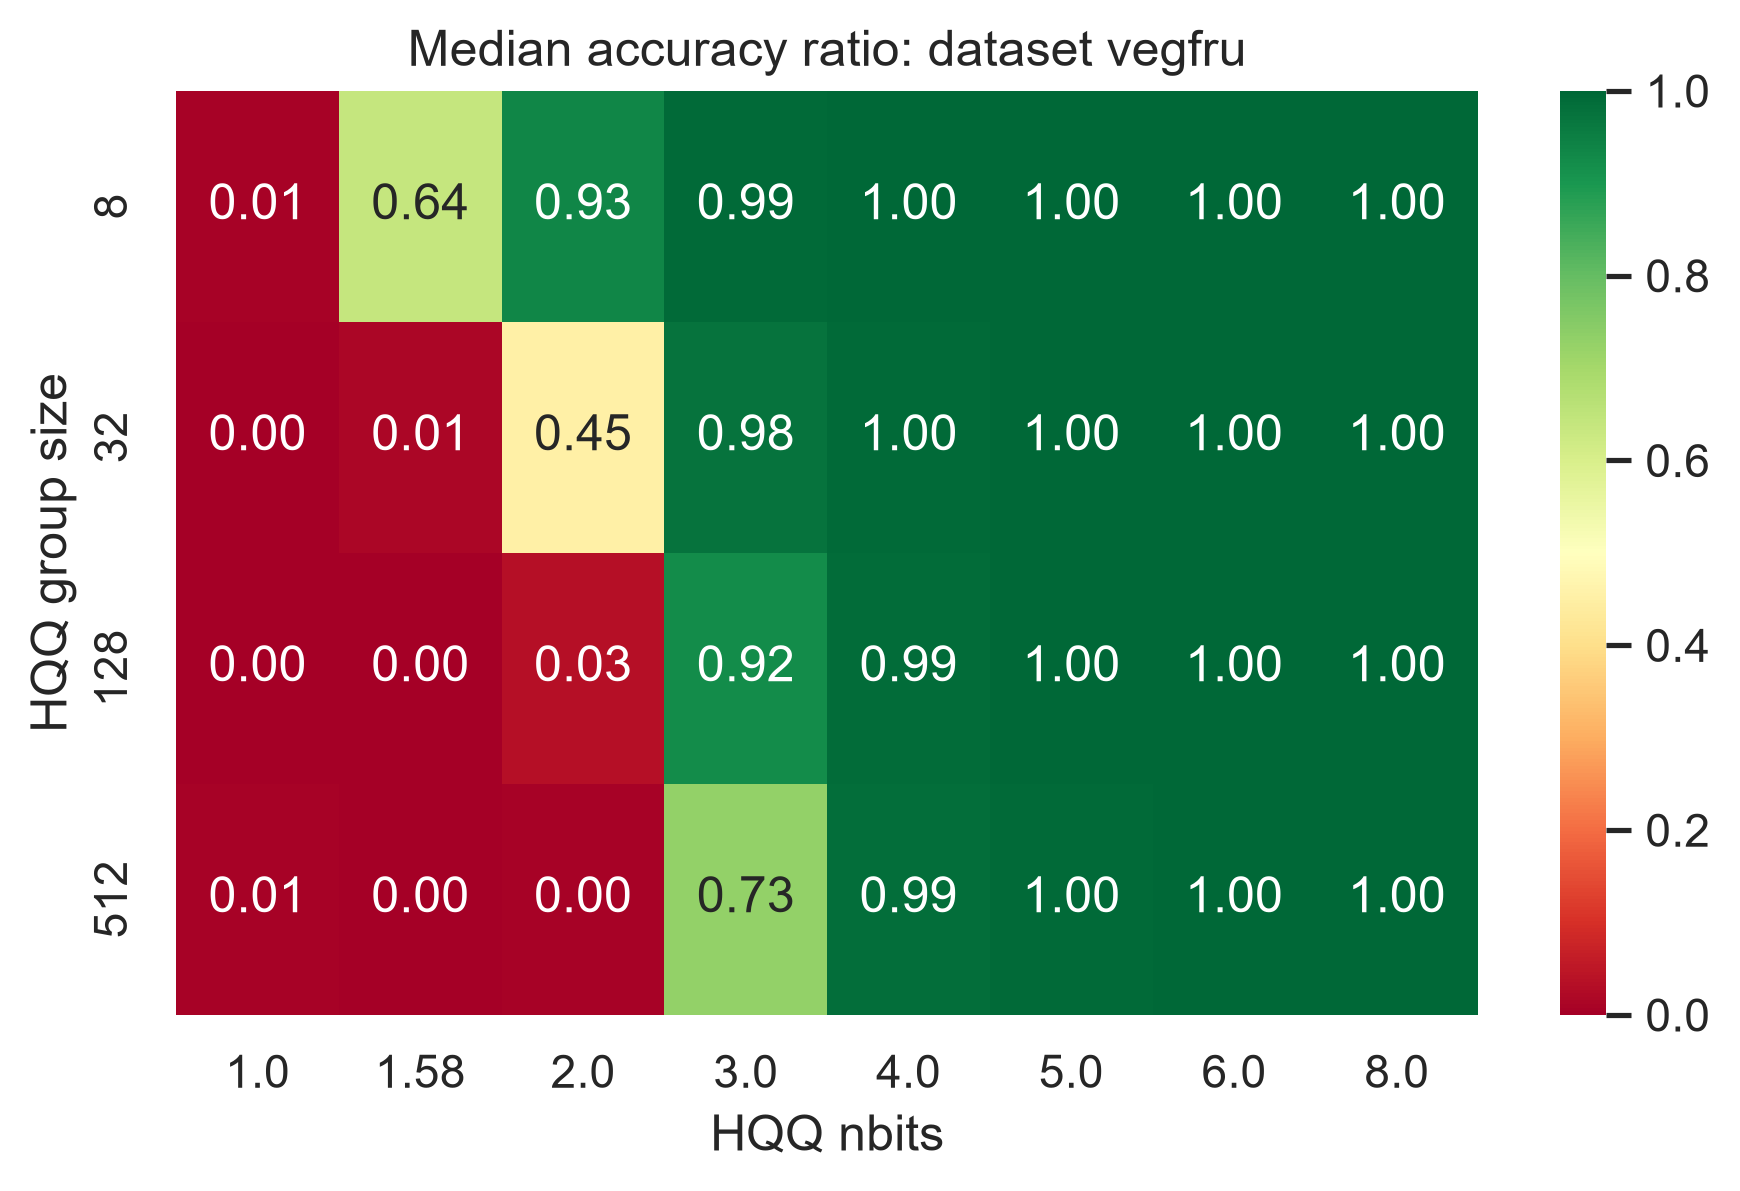 Median accuracy ratio: dataset vegfru
HQQ group size
8 0.01 0.64 0.93 0.99 1.00 1.00 1.00 1.00
32 0.00 0.01 0.45 0.98 1.00 1.00 1.00 1.00
128 0.00 0.00 0.03 0.92 0.99 1.00 1.00 1.00
512 0.01 0.00 0.00 0.73 0.99 1.00 1.00 1.00
1.0 1.58 2.0 3.0 4.0 5.0 6.0 8.0
HQQ nbits
1.0
0.8
0.6
0.4
0.2
0.0